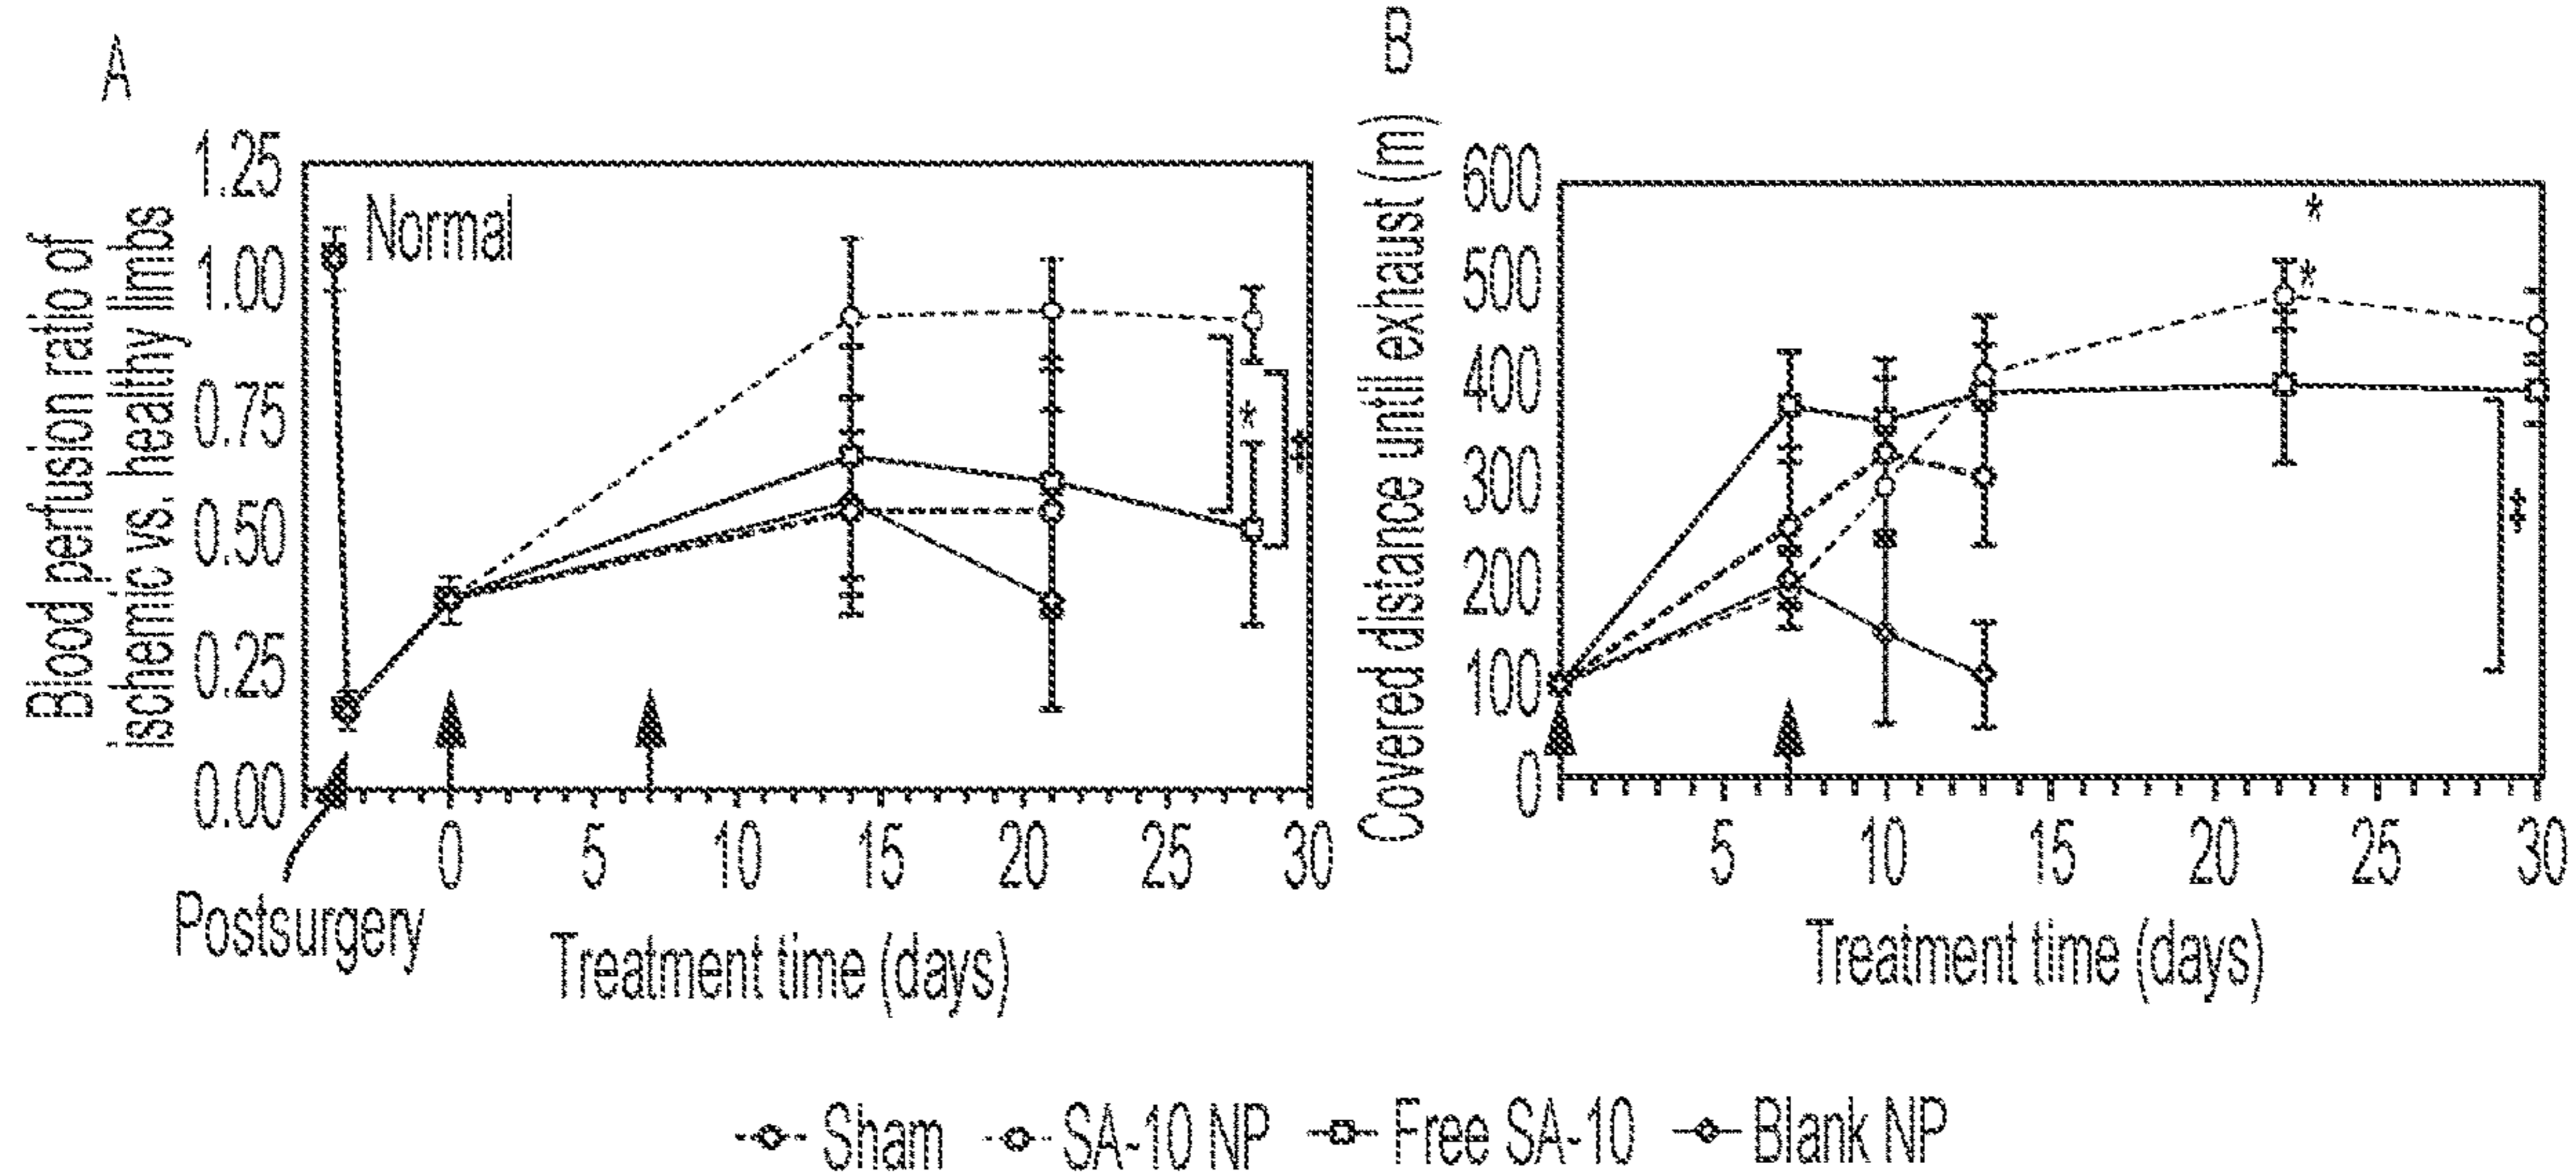 A
Blood perfusion ratio of
ischemic vs. healthy limbs
1.25
1.00
0.75
0.50
0.25
0.00
Normal
*
‡
0 5 10 15 20 25 30
Postsurgery
Treatment time (days)
B
Covered distance until exhaust (m)
600
500
400
300
200
100
0
*
*
‡
5 10 15 20 25 30
Treatment time (days)
Sham SA-10 NP Free SA-10 Blank NP